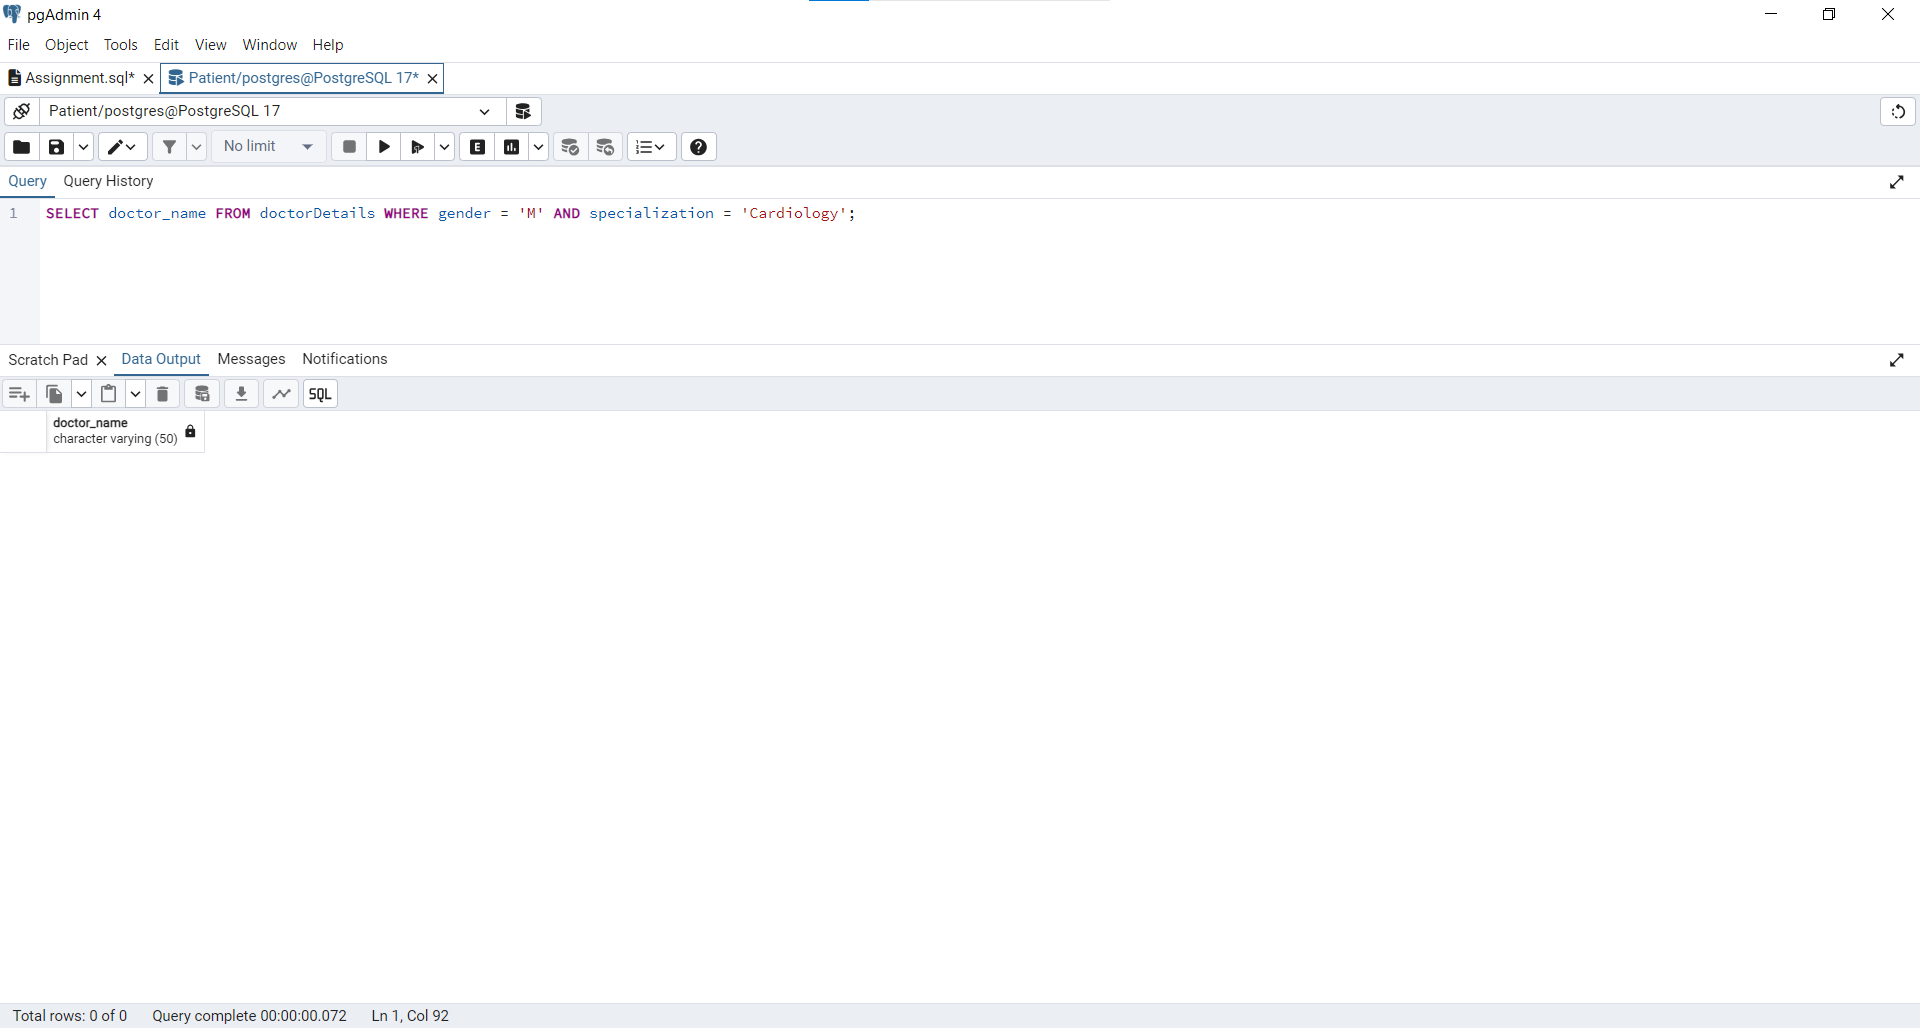 pgAdmin 4
File Object Tools Edit View Window Help
Assignment.sql* Patient/postgres@PostgreSQL 17*
Patient/postgres@PostgreSQL 17
No limit E
Query Query History
1 SELECT doctor_name FROM doctorDetails WHERE gender = 'M' AND specialization = 'Cardiology';
Scratch Pad Data Output Messages Notifications
SQL
doctor_name
character varying (50)
Total rows: 0 of 0 Query complete 00:00:00.072 Ln 1, Col 92